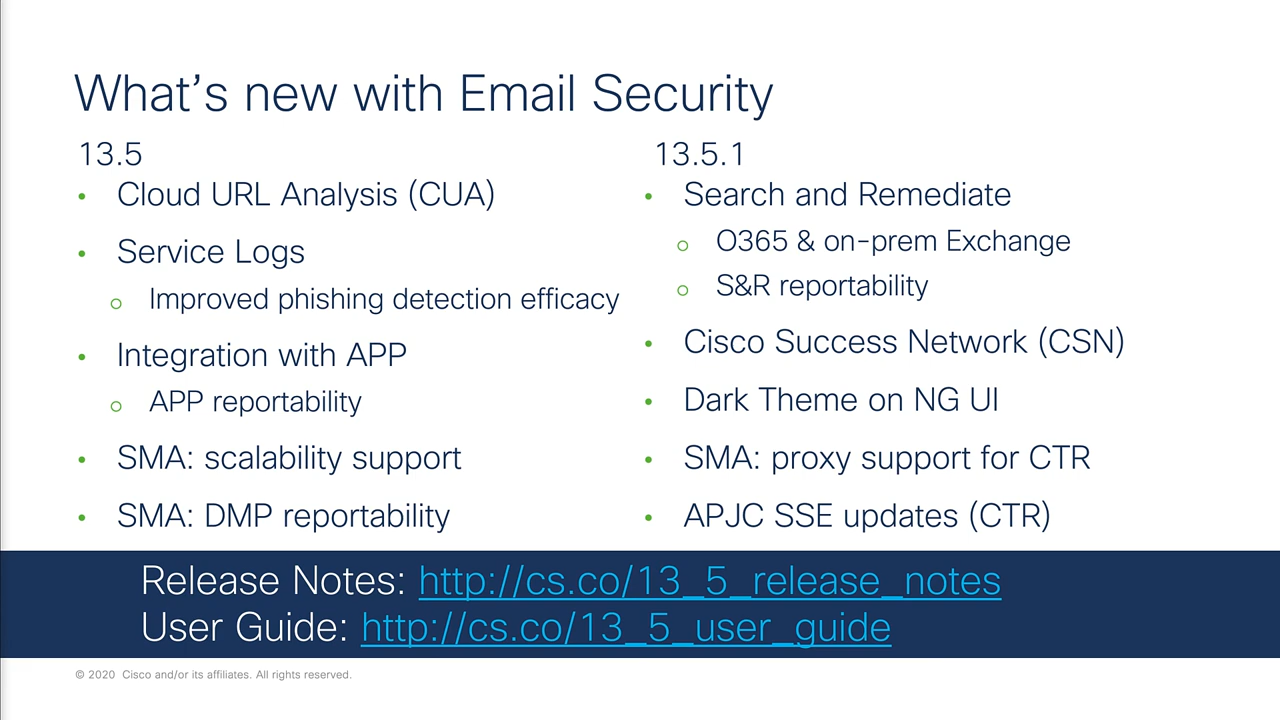 What's new with Email Security
13.5
• Cloud URL Analysis (CUA)
• Service Logs
o Improved phishing detection efficacy
• Integration with APP
o APP reportability
• SMA: scalability support
• SMA: DMP reportability
13.5.1
• Search and Remediate
o O365 & on-prem Exchange
o S&R reportability
• Cisco Success Network (CSN)
• Dark Theme on NG UI
• SMA: proxy support for CTR
• APJC SSE updates (CTR)
Release Notes: http://cs.co/13_5_release_notes
User Guide: http://cs.co/13_5_user_guide
© 2020 Cisco and/or its affiliates. All rights reserved.